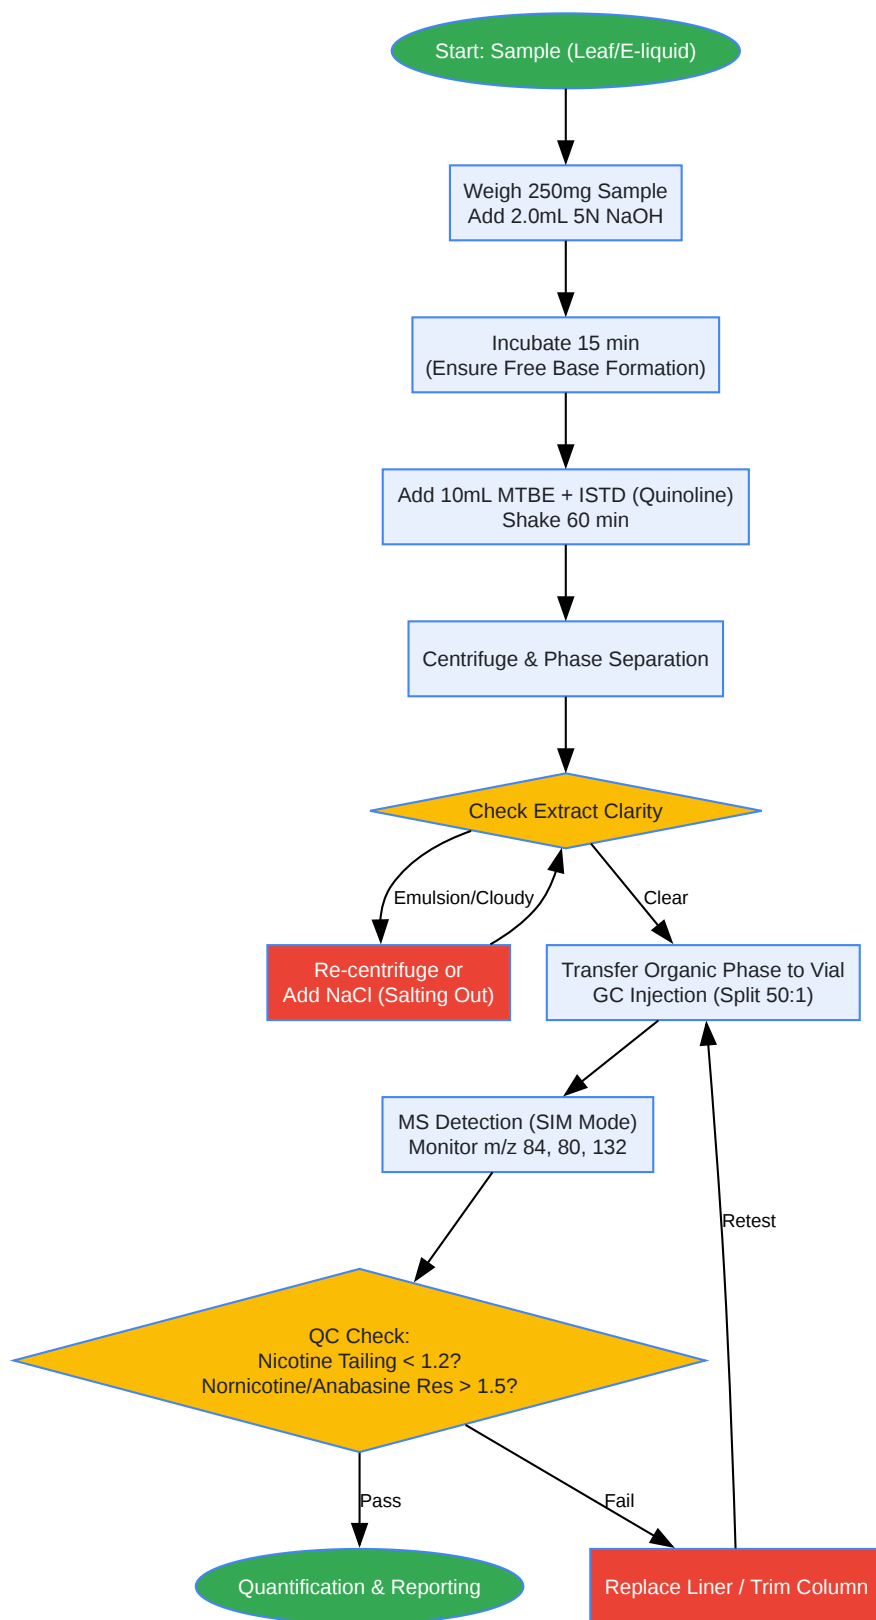 Start: Sample (Leaf/E-liquid)
Weigh 250mg Sample
Add 2.0mL 5N NaOH
Incubate 15 min
(Ensure Free Base Formation)
Add 10mL MTBE + ISTD (Quinoline)
Shake 60 min
Centrifuge & Phase Separation
Check Extract Clarity
Emulsion/Cloudy
Clear
Re-centrifuge or
Add NaCl (Salting Out)
Transfer Organic Phase to Vial
GC Injection (Split 50:1)
MS Detection (SIM Mode)
Monitor m/z 84, 80, 132
Retest
QC Check:
Nicotine Tailing < 1.2?
Nornicotine/Anabasine Res > 1.5?
Pass
Fail
Quantification & Reporting
Replace Liner / Trim Column